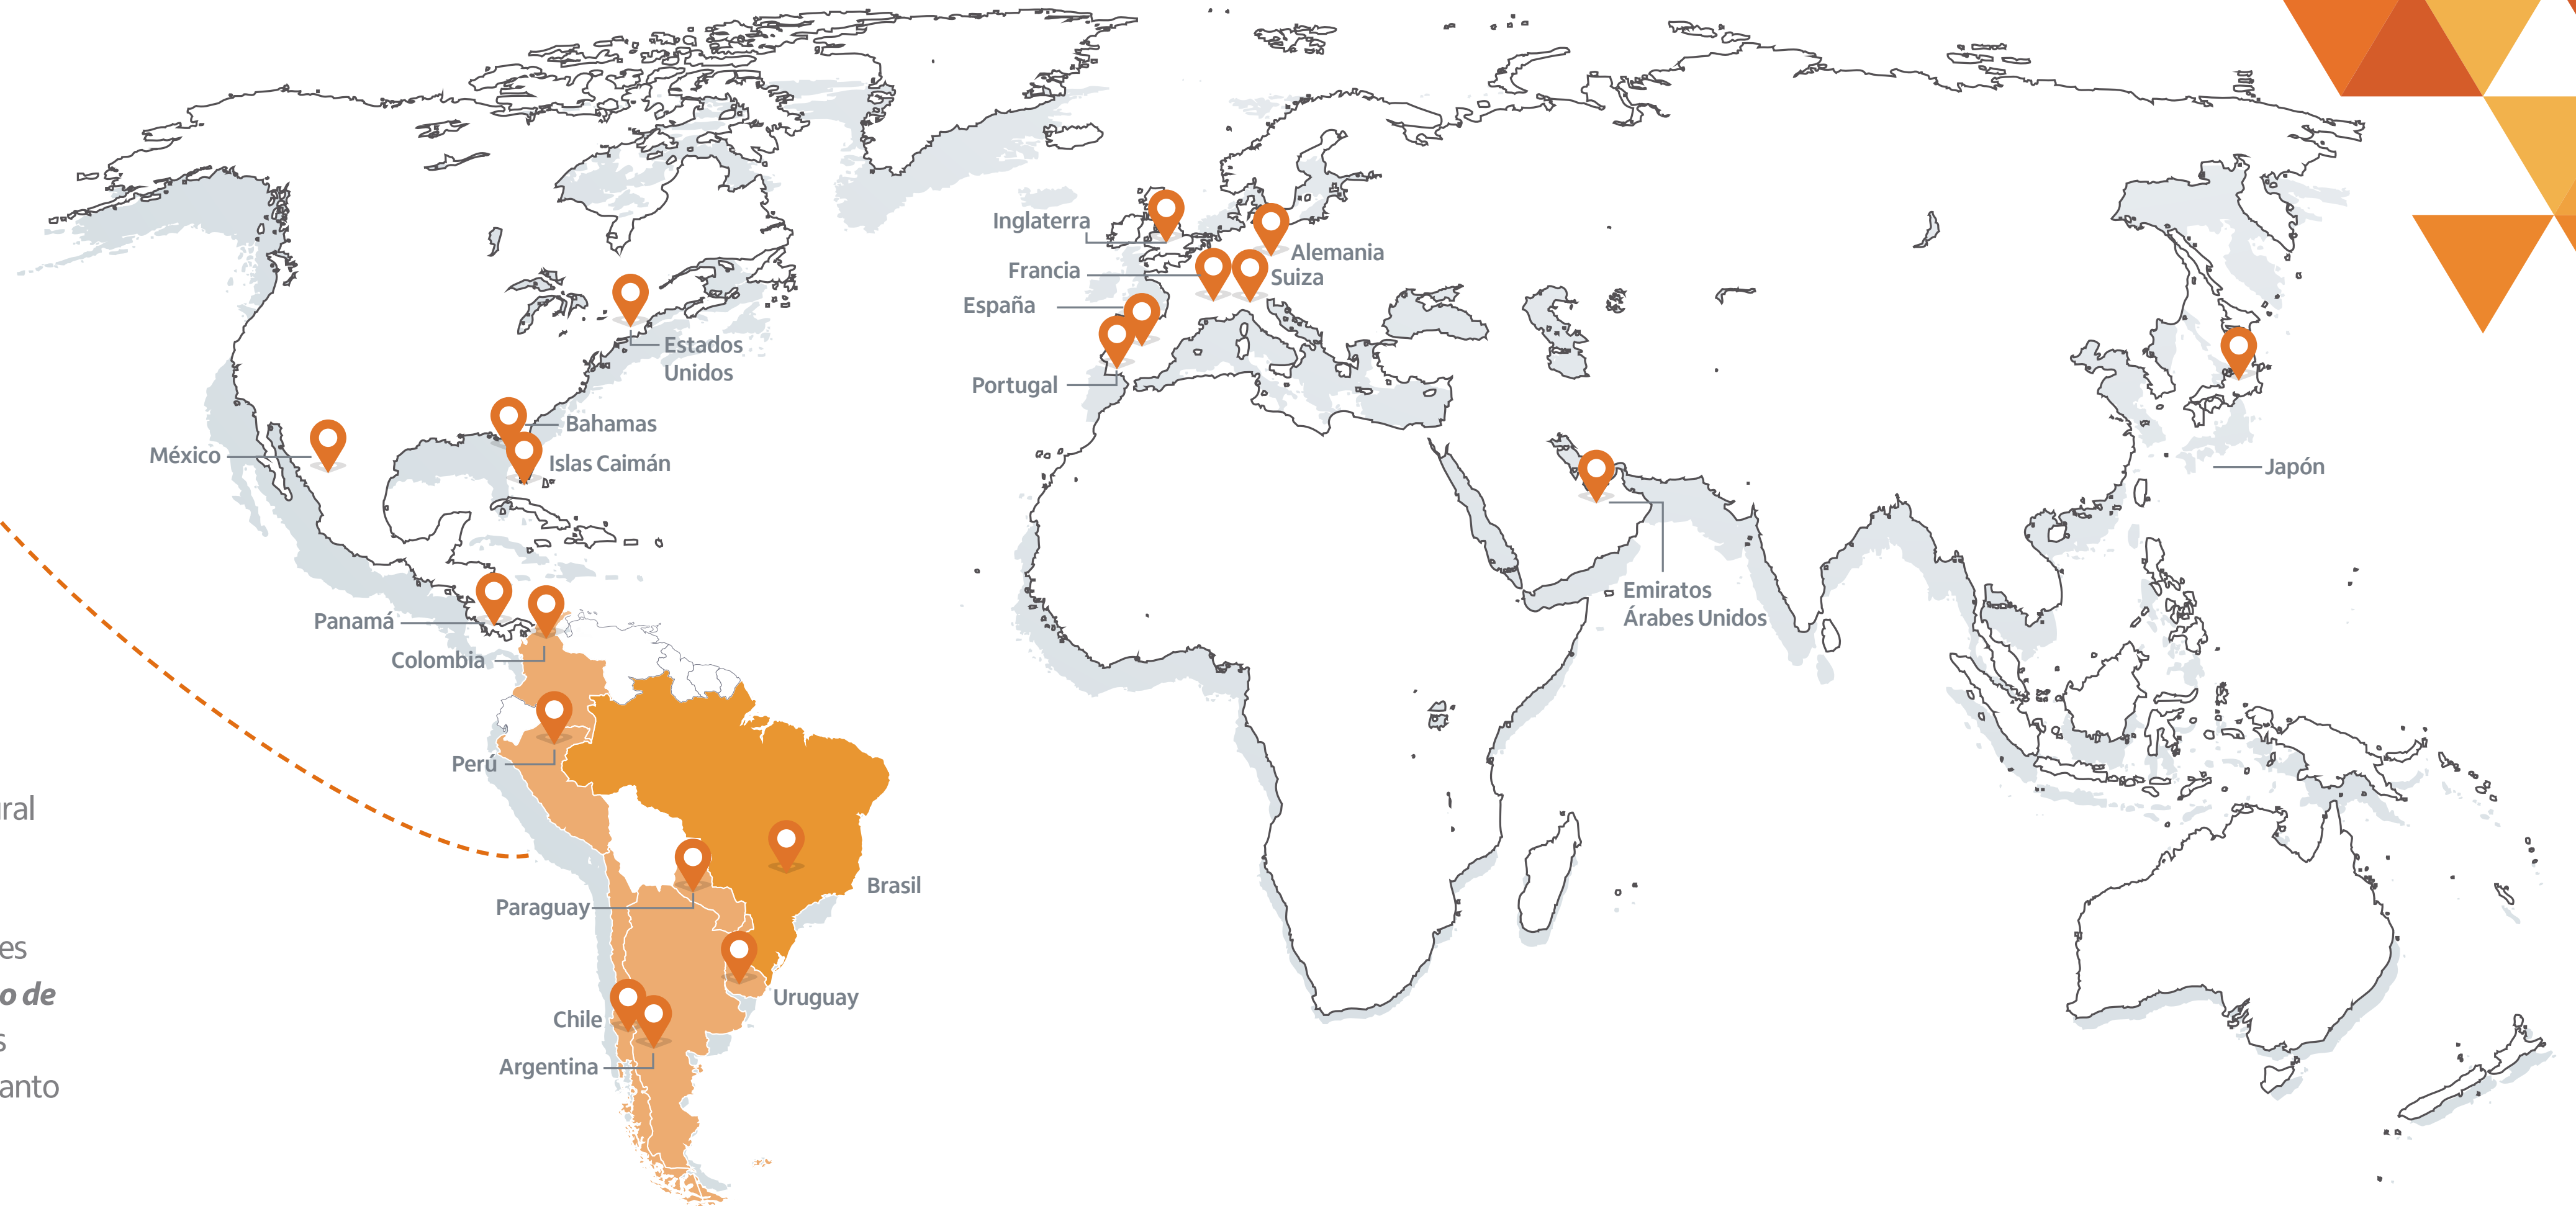 Inglaterra
Alemania
Francia
Suiza
España
Estados
Unidos
Portugal
Bahamas
México
Islas Caimán
Japón
Emiratos
Árabes Unidos
Panamá
Colombia
Perú
ral
Brasil
Paraguay
es
o de
Uruguay
Chile
s
Argentina
anto